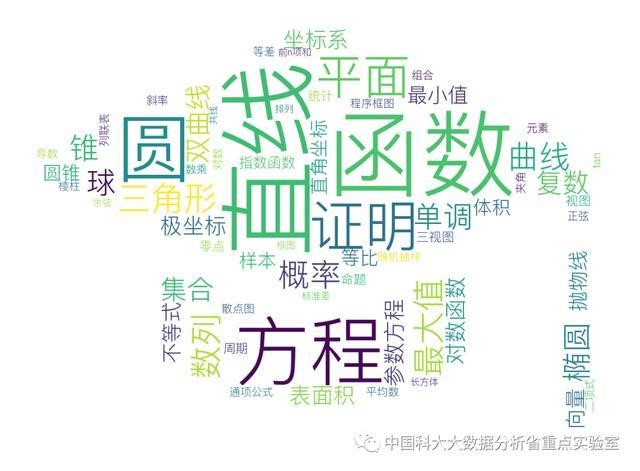 坐标系
等差
前n项和
平面
组合
最小值
统计
程序框图
斜率
列联表
双曲线
共线
对数
直线
排列
指数函数
直角坐标
函数
元素
曲线
夹角
tan
导数
锥
圆
圆锥
棱柱
球
余弦
数乘
三角形
极坐标
零点
证明
单调
体积
三视图
复数
视图
正弦
样本
框图
等比
随机抽样
概率
命题
标准差
集合
不等式
数列
散点图
周期
方程
参数方程
最大值
对数函数
抛物线
椭圆
向量
二项式
通项公式
表面积
平均数
长方体
中国科大大数据分析省重点实验室